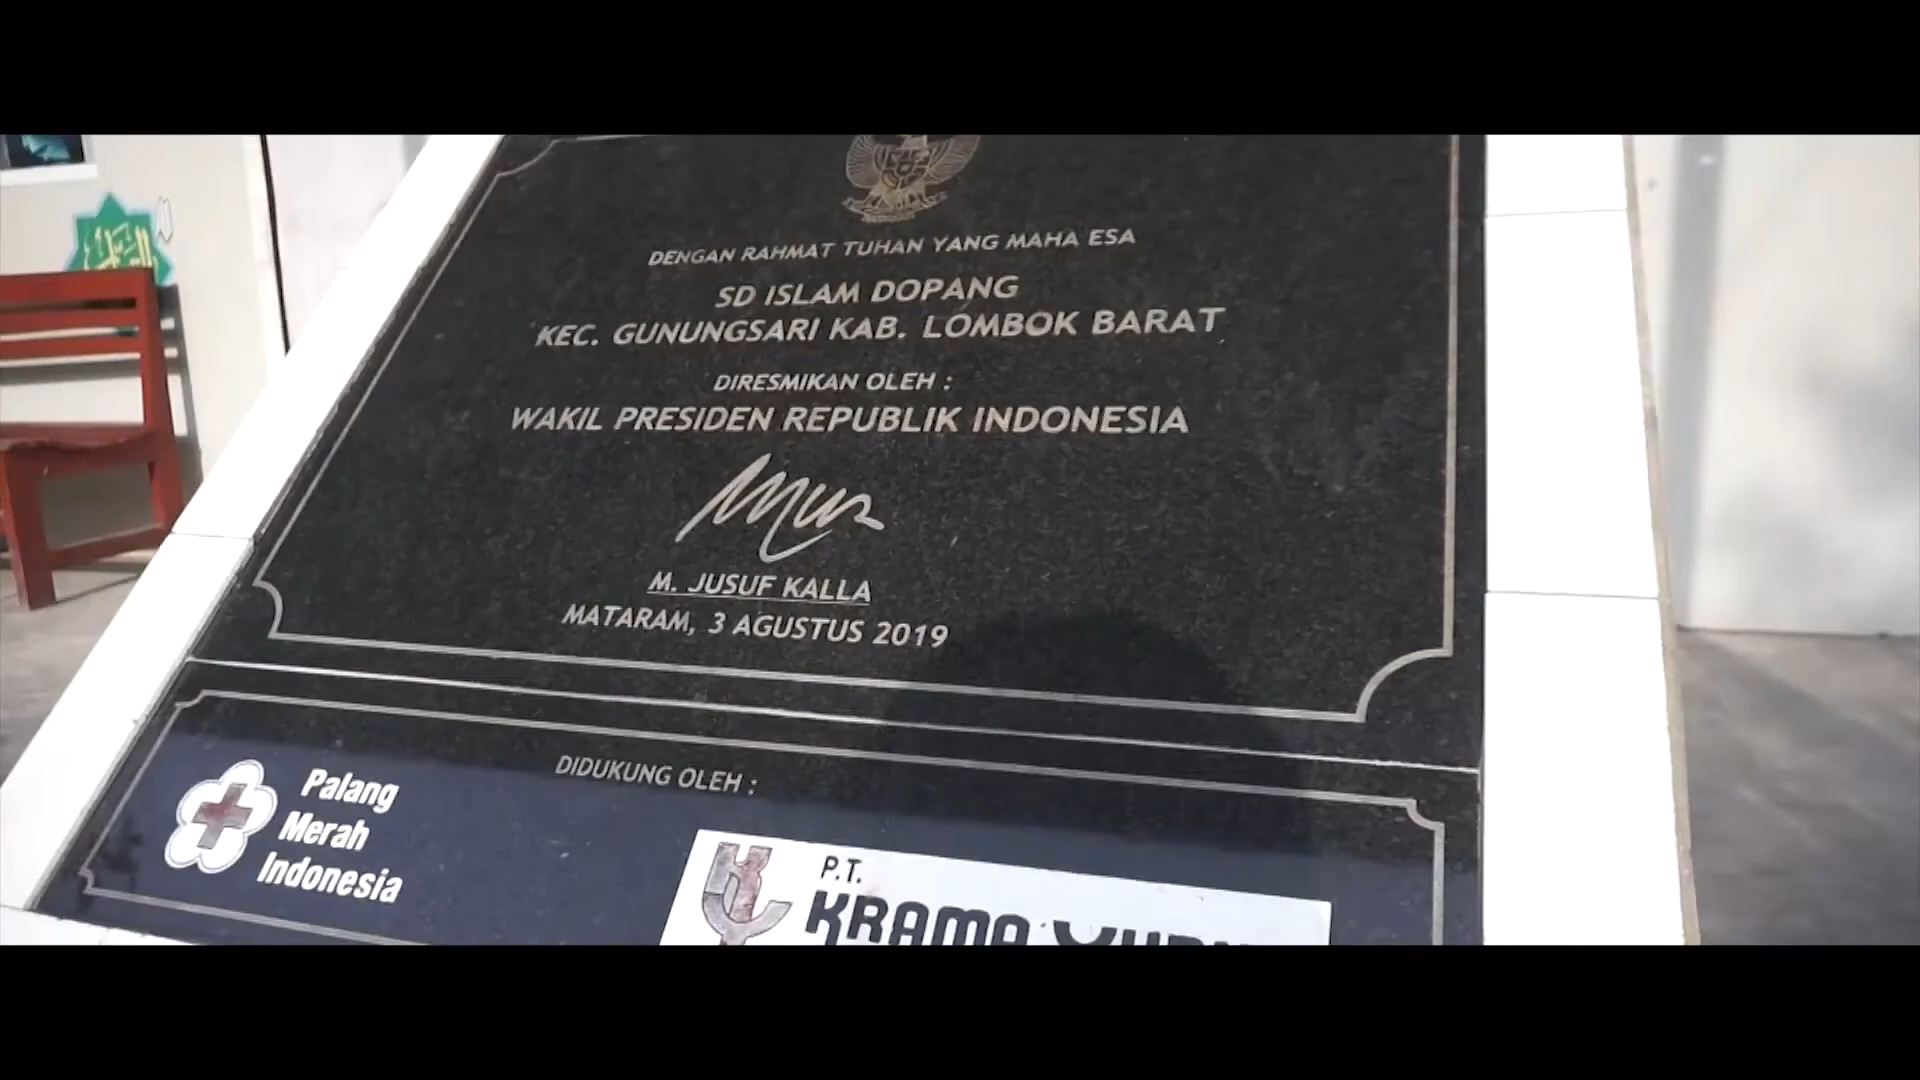 DENGAN RAHMAT TUHAN YANG MAHA ESA
SD ISLAM DOPANG
KEC. GUNUNGSARI KAB. LOMBOK BARAT
DIRESMIKAN OLEH :
WAKIL PRESIDEN REPUBLIK INDONESIA
M. JUSUF KALLA
MATARAM, 3 AGUSTUS 2019
DIDUKUNG OLEH :
Palang
Merah
Indonesia
P.T.
KRAMA